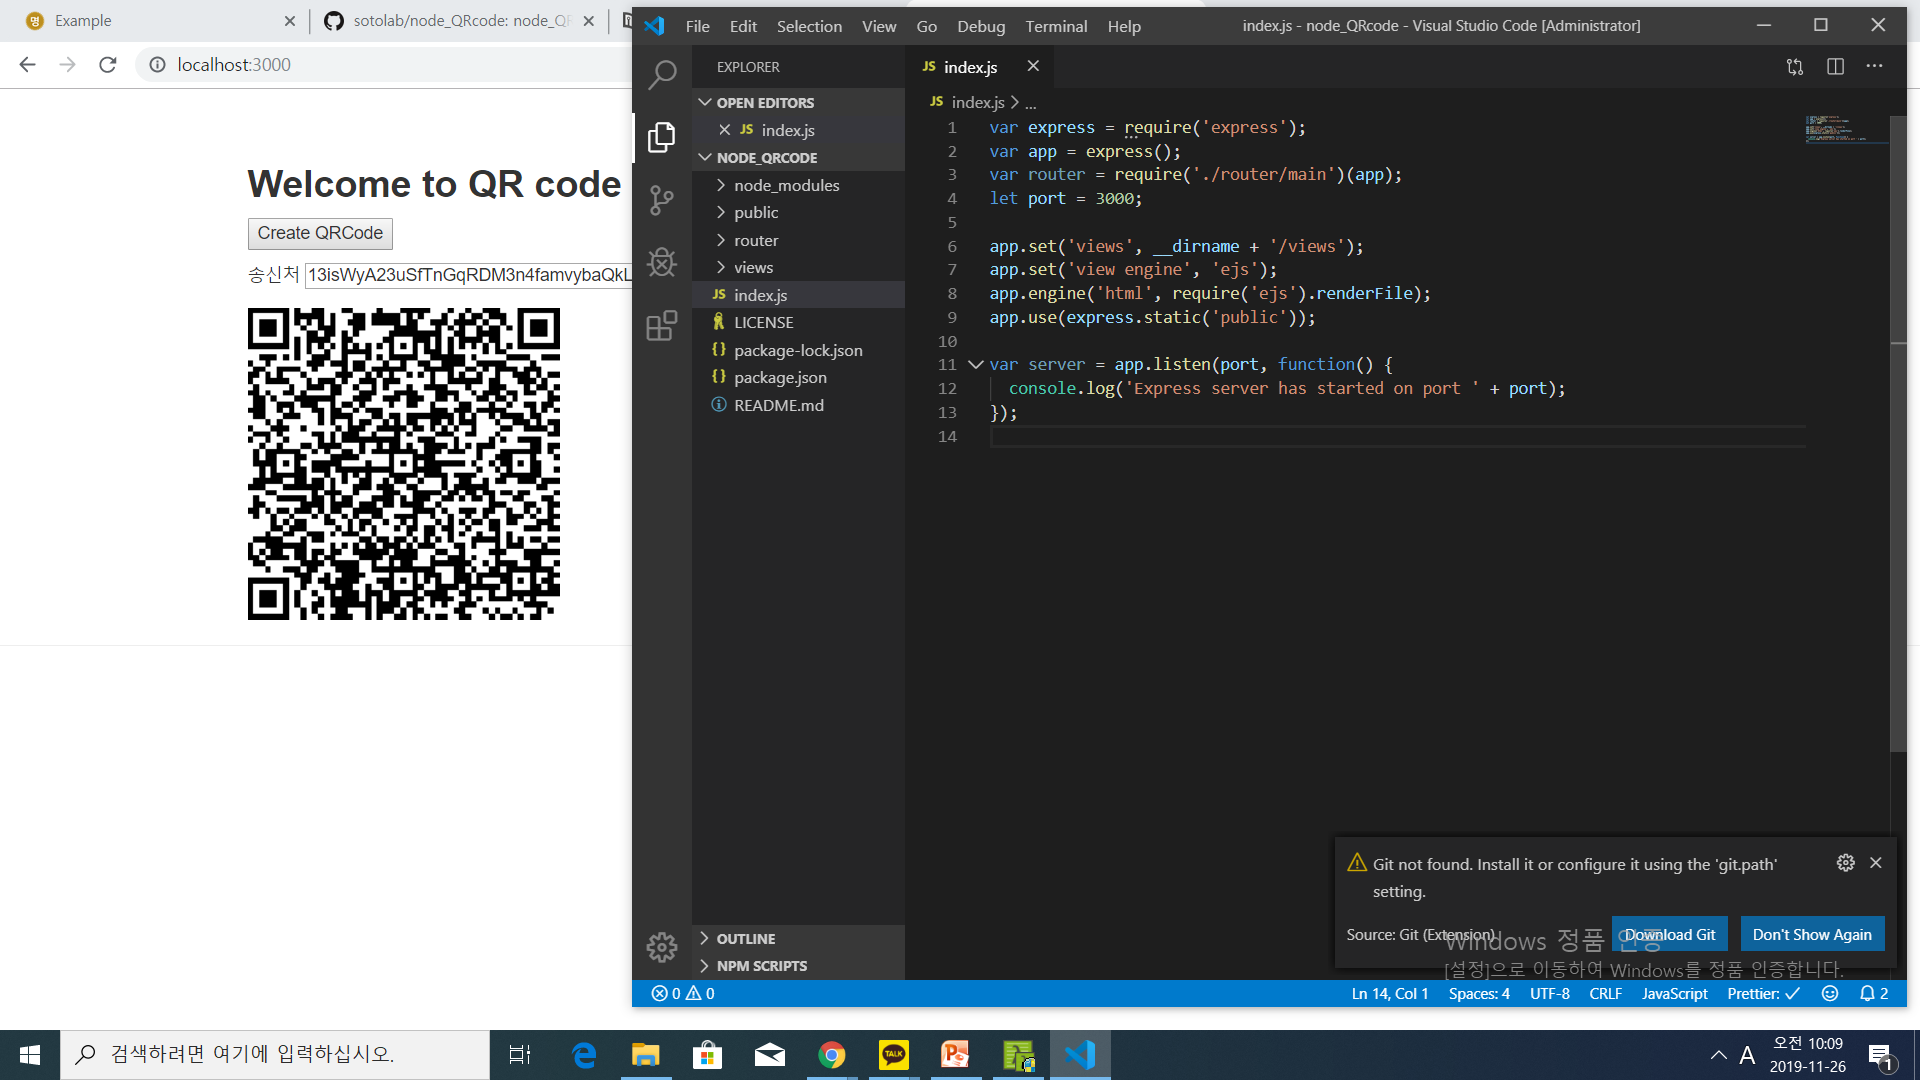 Example
sotolab/node_QRcode: node_QR
localhost:3000
Welcome to QR code
Create QRCode
송신처 13isWyA23uSfTnGqRDM3n4famvybaQkL
File Edit Selection View Go Debug Terminal Help
index.js - node_QRcode - Visual Studio Code [Administrator]
EXPLORER
OPEN EDITORS
JS index.js
NODE_QRCODE
node_modules
public
router
views
JS index.js
LICENSE
{} package-lock.json
{} package.json
README.md
OUTLINE
NPM SCRIPTS
JS index.js
JS index.js > ...
1 var express = require('express');
2 var app = express();
3 var router = require('./router/main')(app);
4 let port = 3000;
5
6 app.set('views', __dirname + '/views');
7 app.set('view engine', 'ejs');
8 app.engine('html', require('ejs').renderFile);
9 app.use(express.static('public'));
10
11 var server = app.listen(port, function() {
12 console.log('Express server has started on port ' + port);
13 });
14
Git not found. Install it or configure it using the 'git.path'
setting.
Source: Git (Extension)
Download Git
Don't Show Again
Windows 정품 인증
[설정]으로 이동하여 Windows를 정품 인증합니다.
0 0
Ln 14, Col 1 Spaces: 4 UTF-8 CRLF JavaScript Prettier: ✓ 2
검색하려면 여기에 입력하십시오.
TALK
A
오전 10:09
2019-11-26
1